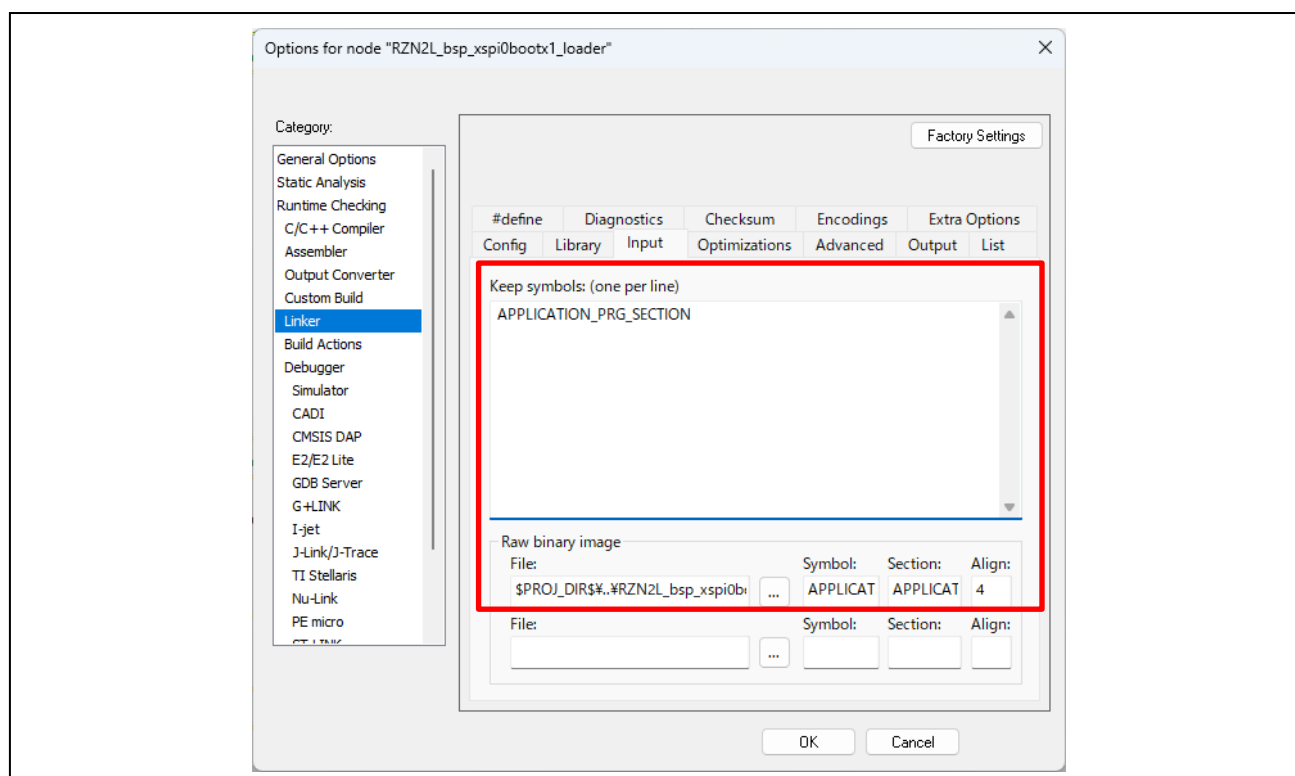 Options for node "RZN2L_bsp_xspi0bootx1_loader"
Category:
General Options
Static Analysis
Runtime Checking
C/C++ Compiler
Assembler
Output Converter
Custom Build
Linker
Build Actions
Debugger
Simulator
CADI
CMSIS DAP
E2/E2 Lite
GDB Server
G+LINK
I-jet
J-Link/J-Trace
TI Stellaris
Nu-Link
PE micro
ST-LINK
Factory Settings
#define Diagnostics Checksum Encodings Extra Options
Config Library Input Optimizations Advanced Output List
Keep symbols: (one per line)
APPLICATION_PRG_SECTION
Raw binary image
File: Symbol: Section: Align:
$PROJ_DIR$¥..¥RZN2L_bsp_xspi0b ... APPLICAT APPLICAT 4
File: Symbol: Section: Align:
...
OK Cancel